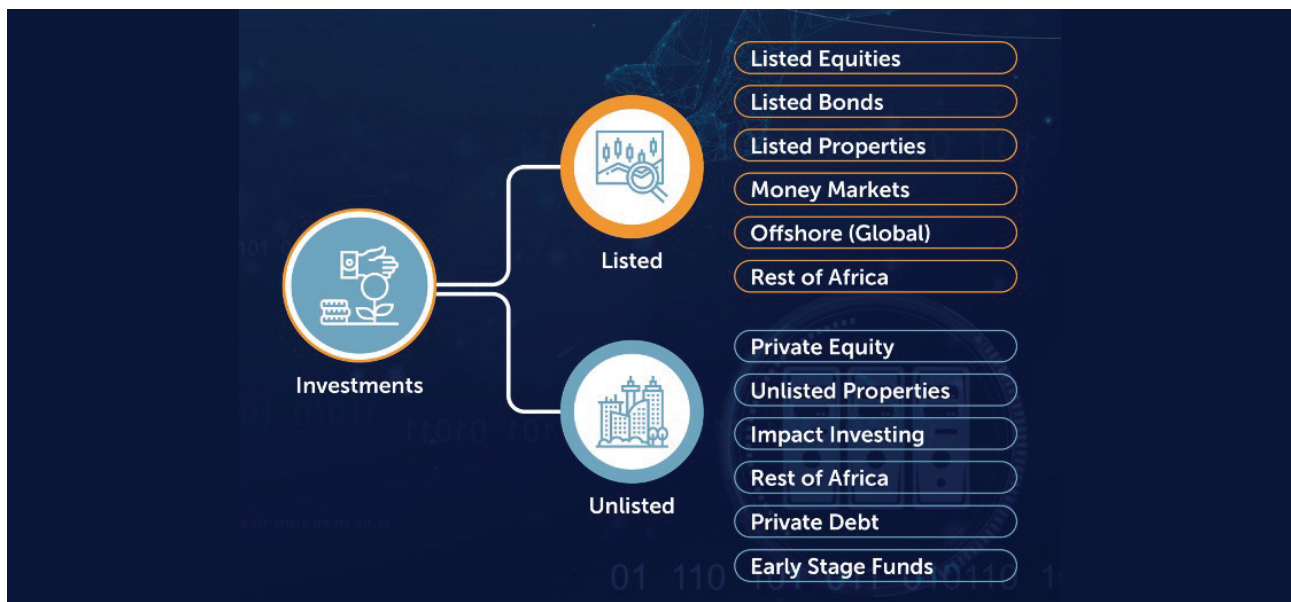 Investments
Listed
Listed Equities
Listed Bonds
Listed Properties
Money Markets
Offshore (Global)
Rest of Africa
Unlisted
Private Equity
Unlisted Properties
Impact Investing
Rest of Africa
Private Debt
Early Stage Funds